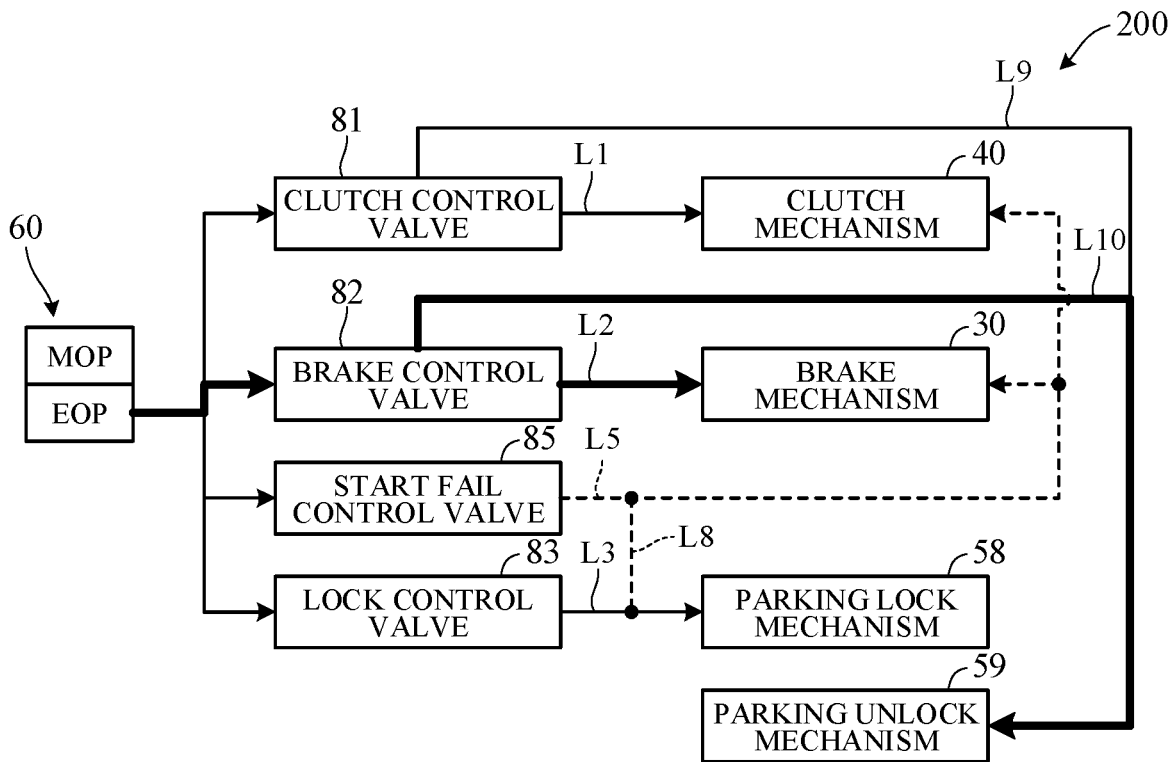 200
L9
81
L1
40
CLUTCH CONTROL
VALVE
CLUTCH
MECHANISM
60
L10
82
L2
30
MOP
EOP
BRAKE CONTROL
VALVE
BRAKE
MECHANISM
85
L5
START FAIL
CONTROL VALVE
L8
83
L3
58
LOCK CONTROL
VALVE
PARKING LOCK
MECHANISM
59
PARKING UNLOCK
MECHANISM